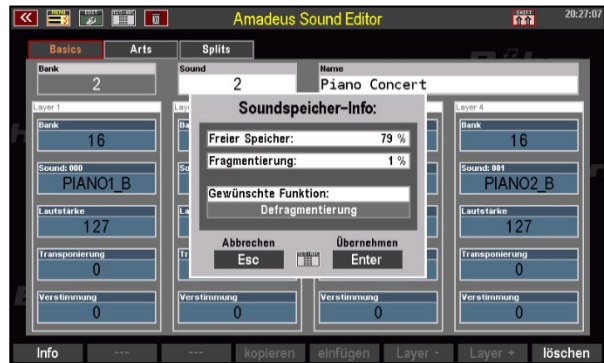 Amadeus Sound Editor
20:27:07
Basics Arts Splits
Bank Sound Name
2 2 Piano Concert
Layer 1 Layer 4
Soundspeicher-Info:
Freier Speicher: 79 %
Fragmentierung: 1 %
Gewünschte Funktion:
Defragmentierung
Abbrechen Übernehmen
Esc Enter
Bank Bank
16 16
Sound: 000 Sound: 001
PIANO1_B PIANO2_B
Lautstärke Lautstärke
127 127
Transponierung Transponierung
0 0
Verstimmung Verstimmung Verstimmung Verstimmung
0 0 0 0
Info --- --- kopieren einfügen Layer - Layer + löschen